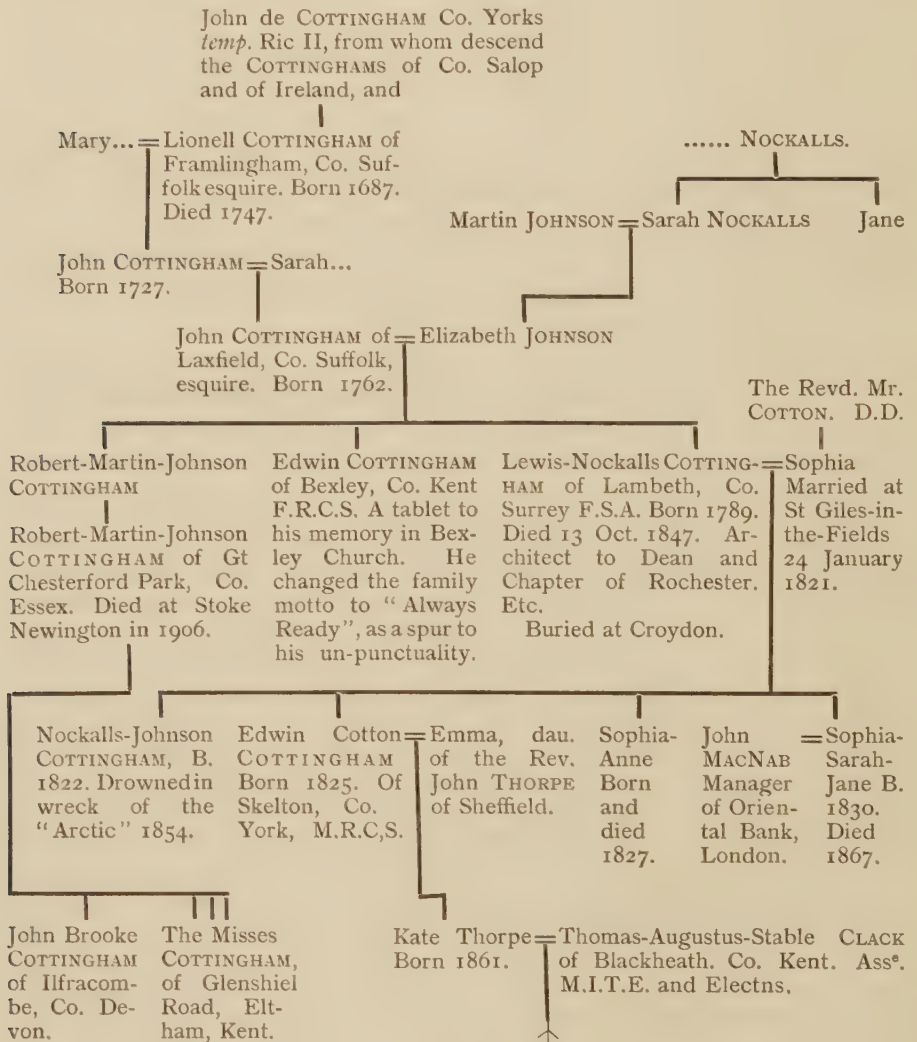 John de COTTINGHAM Co. Yorks
temp. Ric II, from whom descend
the COTTINGHAMS of Co. Salop
and of Ireland, and
Mary... = Lionell COTTINGHAM of
Framlingham, Co. Suf-
folk esquire. Born 1687.
Died 1747.
...... NOCKALLS.
Martin JOHNSON = Sarah NOCKALLS
Jane
John COTTINGHAM = Sarah...
Born 1727.
John COTTINGHAM of = Elizabeth JOHNSON
Laxfield, Co. Suffolk,
esquire. Born 1762.
The Revd. Mr.
COTTON. D.D.
Robert-Martin-Johnson
COTTINGHAM
Robert-Martin-Johnson
COTTINGHAM of Gt
Chesterford Park, Co.
Essex. Died at Stoke
Newington in 1906.
Edwin COTTINGHAM
of Bexley, Co. Kent
F.R.C.S. A tablet to
his memory in Bex-
ley Church. He
changed the family
motto to "Always
Ready", as a spur to
his un-punctuality.
Lewis-Nockalls COTTING- =
HAM of Lambeth, Co.
Surrey F.S.A. Born 1789.
Died 13 Oct. 1847. Ar-
chitect to Dean and
Chapter of Rochester.
Etc.
Buried at Croydon.
Sophia
Married at
St Giles-in-
the-Fields
24 January
1821.
Nockalls-Johnson
COTTINGHAM, B.
1822. Drowned in
wreck of the
"Arctic" 1854.
Edwin Cotton =
COTTINGHAM
Born 1825. Of
Skelton, Co.
York, M.R.C,S.
Emma, dau.
of the Rev.
John THORPE
of Sheffield.
Sophia-
Anne
Born
and
died
1827.
John =
MACNAB
Manager
of Orien-
tal Bank,
London.
Sophia-
Sarah-
Jane B.
1830.
Died
1867.
John Brooke
COTTINGHAM
of Ilfracom-
be, Co. De-
von.
The Misses
COTTINGHAM,
of Glenshiel
Road, Elt-
ham, Kent.
Kate Thorpe =
Born 1861.
Thomas-Augustus-Stable CLACK
of Blackheath. Co. Kent. Assᵉ.
M.I.T.E. and Electns,